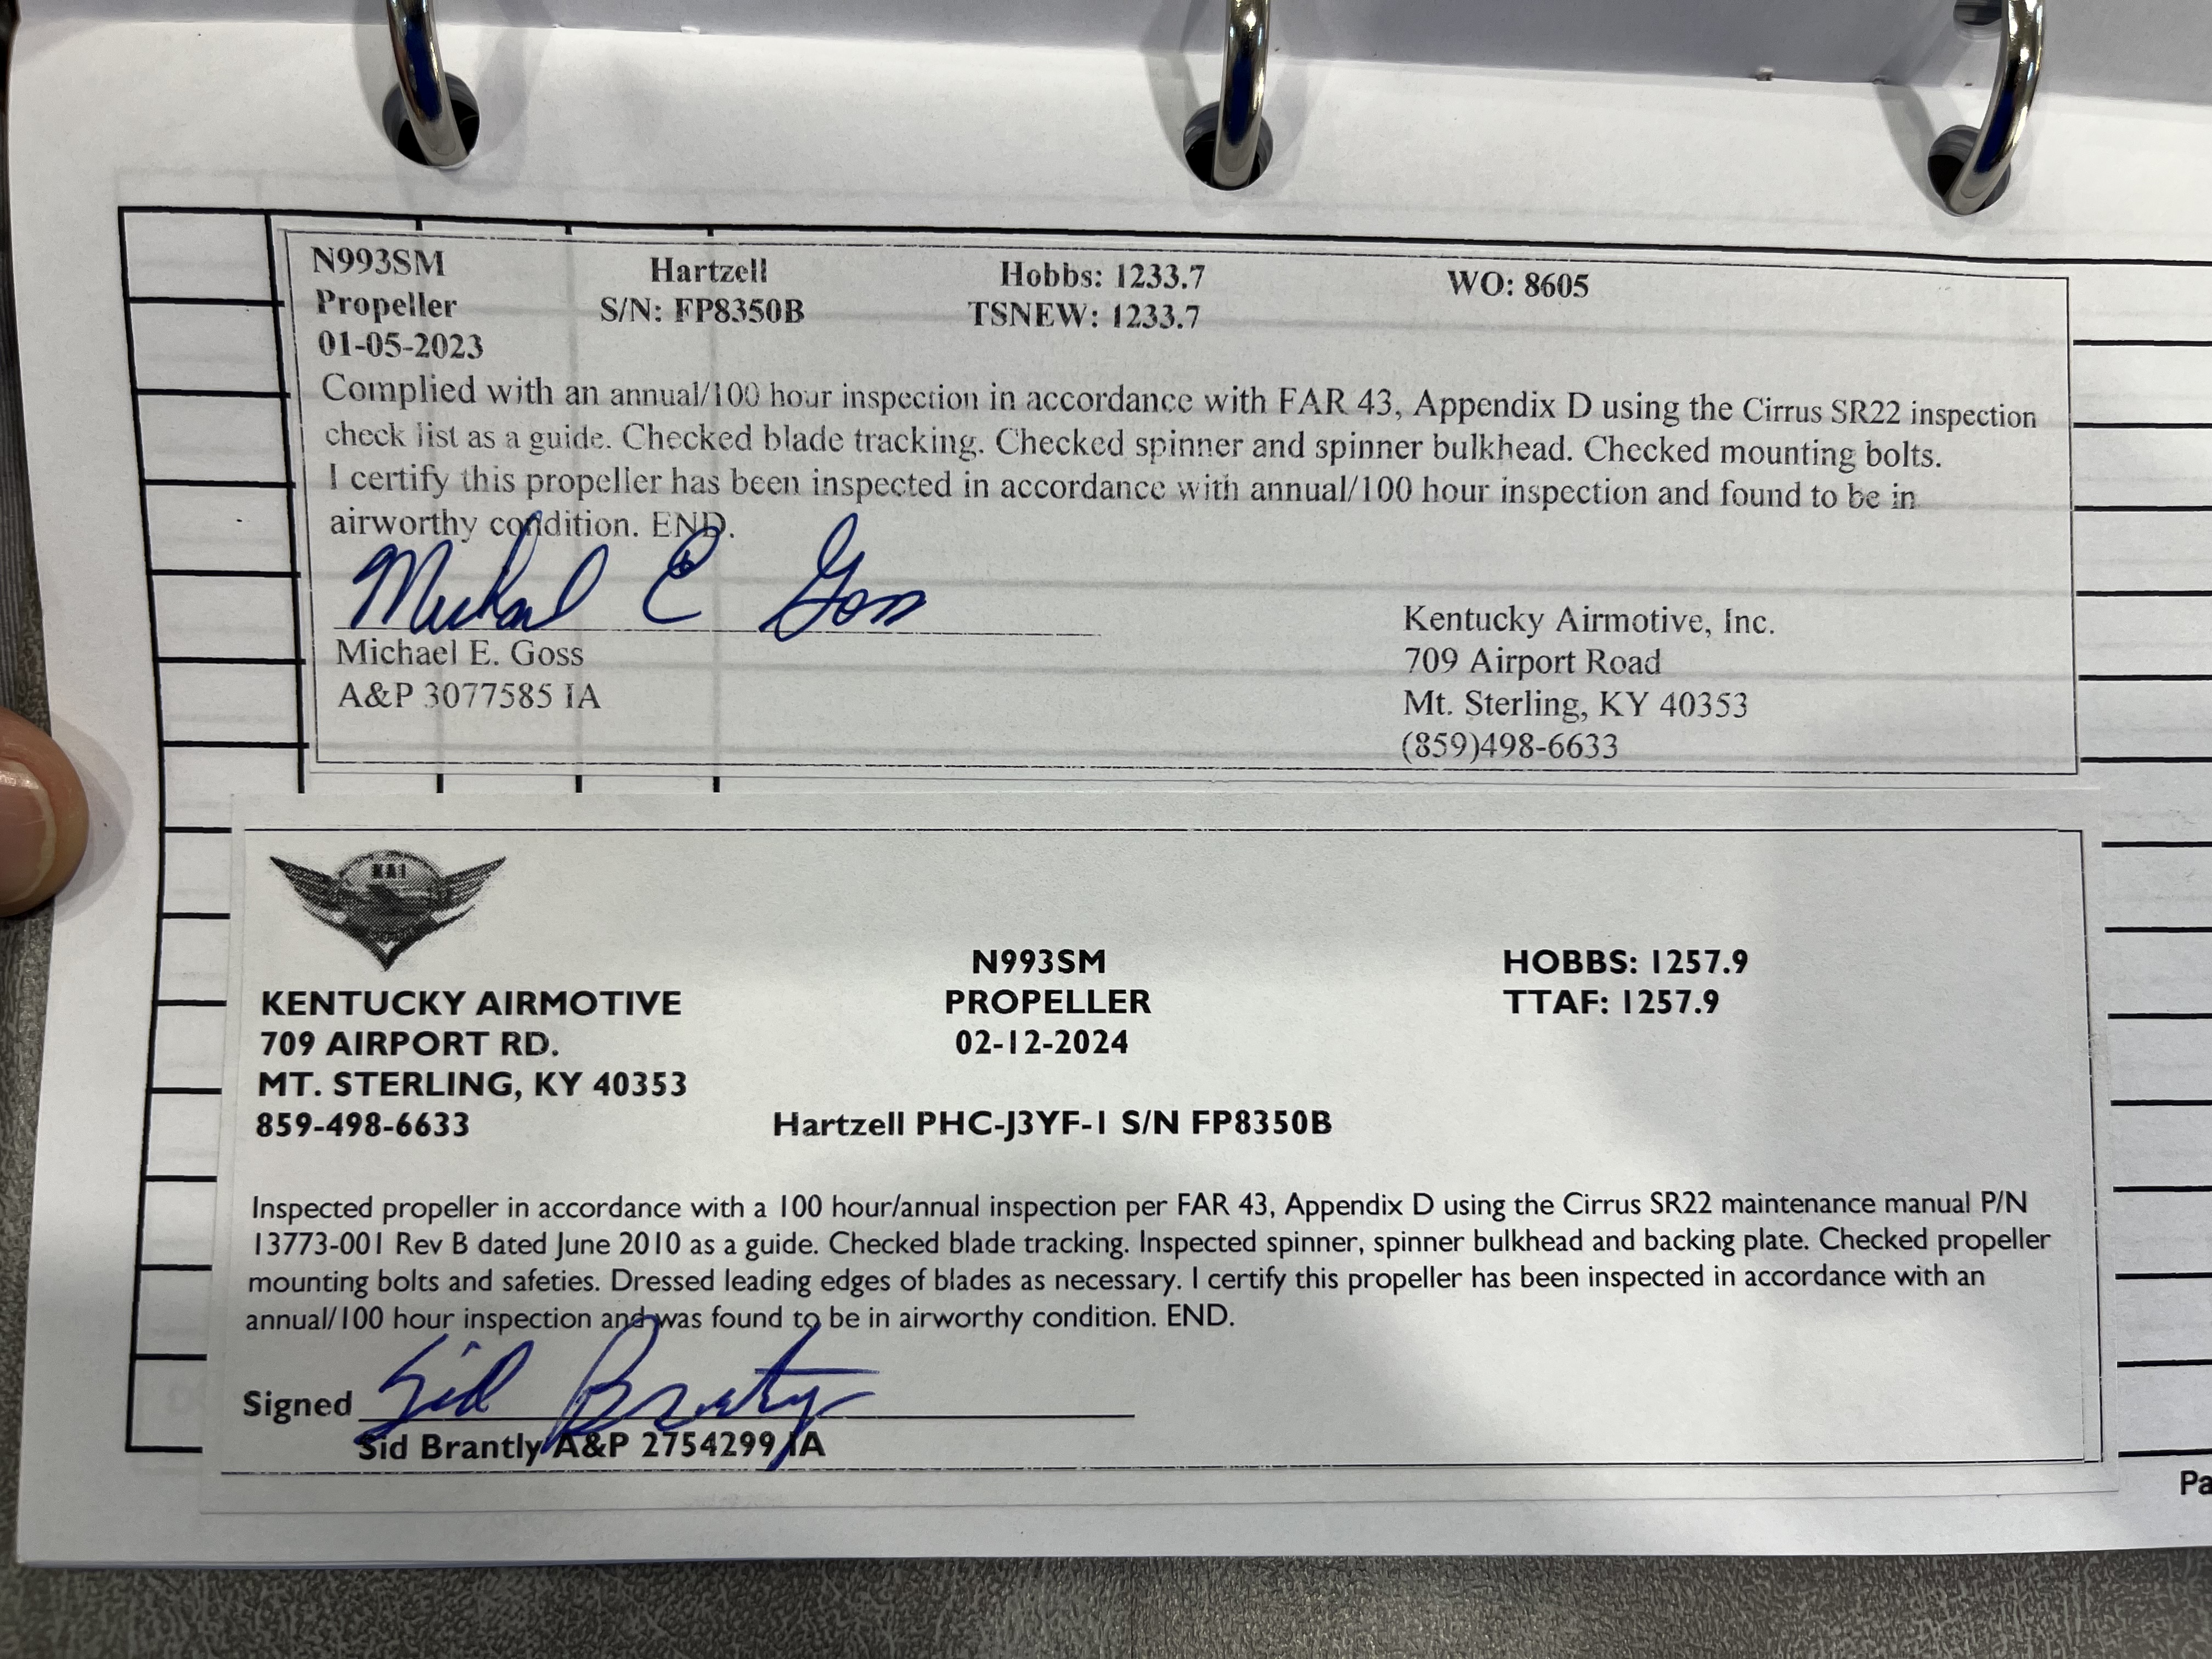 N993SM Hartzell Hobbs: 1233.7 WO: 8605
Propeller S/N: FP8350B TSNEW: 1233.7
01-05-2023
Complied with an annual/100 hour inspection in accordance with FAR 43, Appendix D using the Cirrus SR22 inspection
check list as a guide. Checked blade tracking. Checked spinner and spinner bulkhead. Checked mounting bolts.
I certify this propeller has been inspected in accordance with annual/100 hour inspection and found to be in
airworthy condition. END.
Michael E Goss
Michael E. Goss
A&P 3077585 IA
Kentucky Airmotive, Inc.
709 Airport Road
Mt. Sterling, KY 40353
(859)498-6633
KAI
KENTUCKY AIRMOTIVE
709 AIRPORT RD.
MT. STERLING, KY 40353
859-498-6633
N993SM
PROPELLER
02-12-2024
Hartzell PHC-J3YF-1 S/N FP8350B
HOBBS: 1257.9
TTAF: 1257.9
Inspected propeller in accordance with a 100 hour/annual inspection per FAR 43, Appendix D using the Cirrus SR22 maintenance manual P/N
13773-001 Rev B dated June 2010 as a guide. Checked blade tracking. Inspected spinner, spinner bulkhead and backing plate. Checked propeller
mounting bolts and safeties. Dressed leading edges of blades as necessary. I certify this propeller has been inspected in accordance with an
annual/100 hour inspection and was found to be in airworthy condition. END.
Signed Sid Brantly
Sid Brantly A&P 2754299 IA
Pa